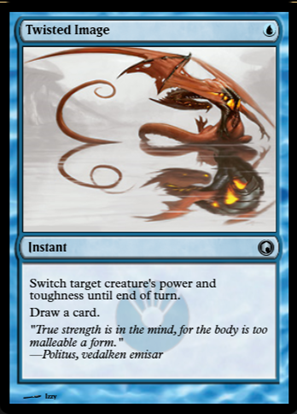 Twisted Image
Instant
Switch target creature's power and
toughness until end of turn.
Draw a card.
"True strength is in the mind, for the body is too
malleable a form."
—Politus, vedalken emisar
Izzy